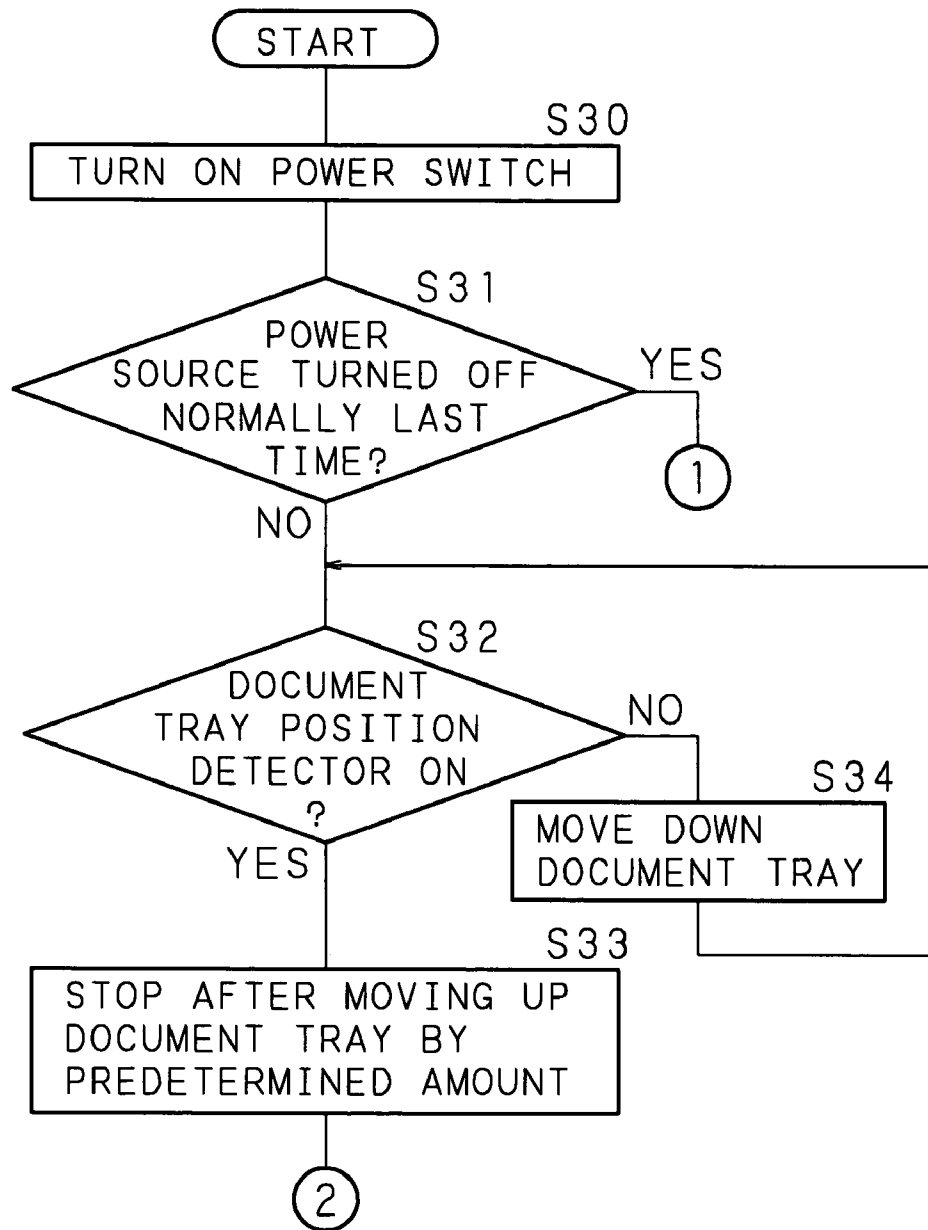 START
S30
TURN ON POWER SWITCH
S31
POWER
SOURCE TURNED OFF
NORMALLY LAST
TIME?
YES
1
NO
S32
DOCUMENT
TRAY POSITION
DETECTOR ON
?
NO
S34
MOVE DOWN
DOCUMENT TRAY
YES
S33
STOP AFTER MOVING UP
DOCUMENT TRAY BY
PREDETERMINED AMOUNT
2